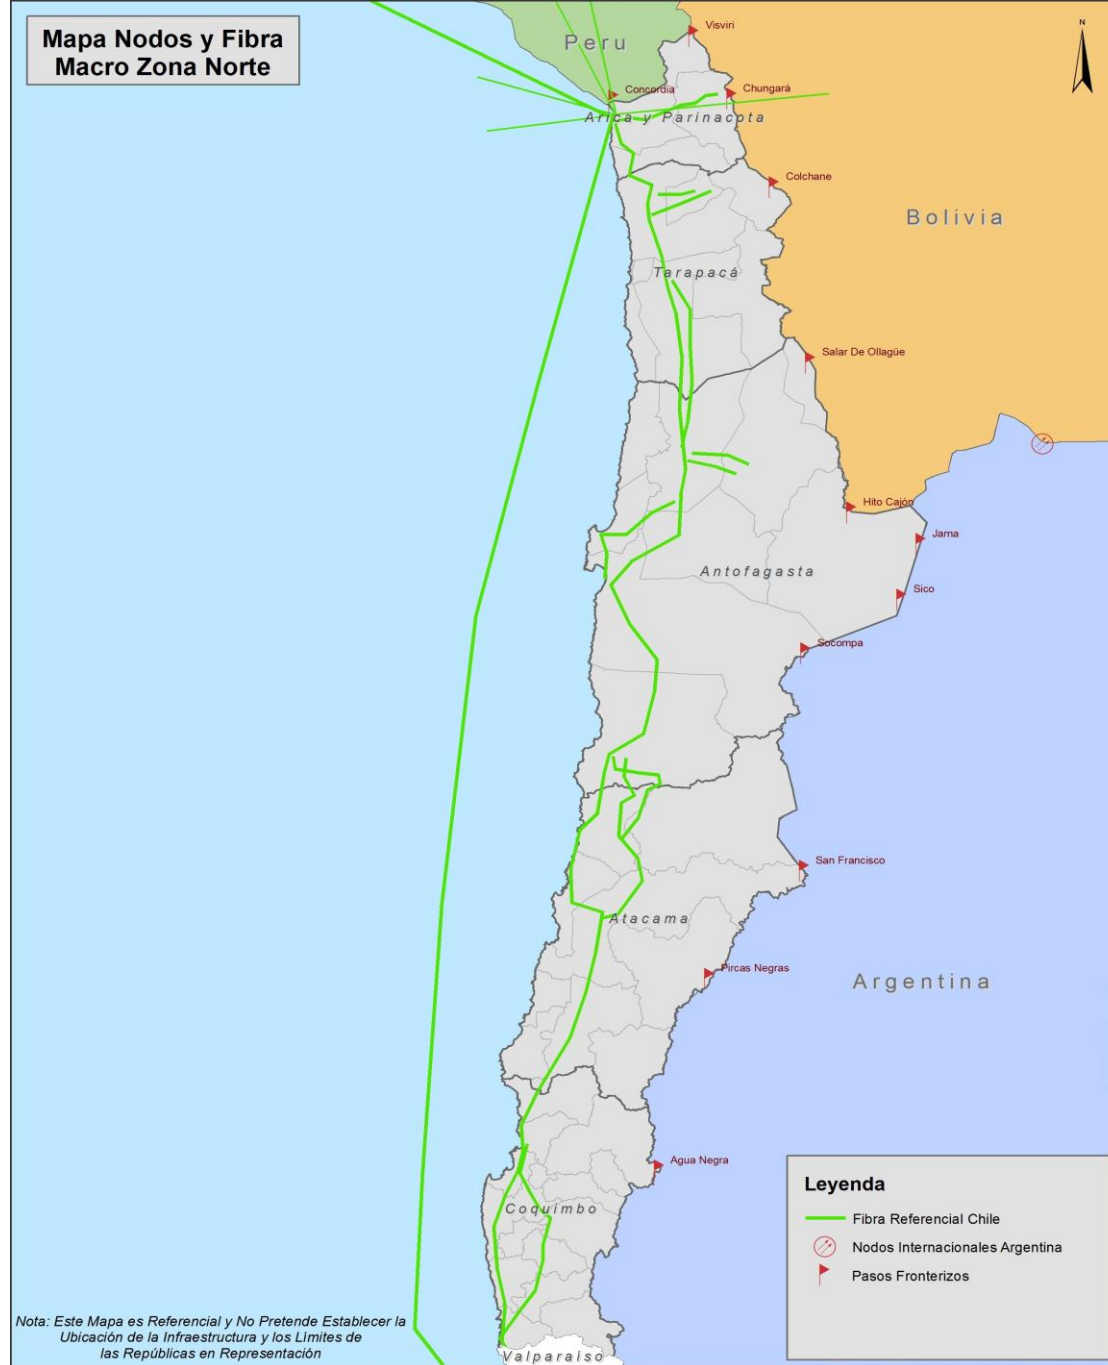 Mapa Nodos y Fibra
Macro Zona Norte
N
Visviri
Peru
Concordia
Chungará
Arica y Parinacota
Colchane
Bolivia
Tarapacá
Salar De Ollagüe
Hito Cajón
Jama
Antofagasta
Sico
Socompa
San Francisco
Atacama
Pircas Negras
Argentina
Agua Negra
Coquimbo
Leyenda
Fibra Referencial Chile
Nodos Internacionales Argentina
Pasos Fronterizos
Nota: Este Mapa es Referencial y No Pretende Establecer la
Ubicación de la Infraestructura y los Límites de
las Repúblicas en Representación
Valparaíso